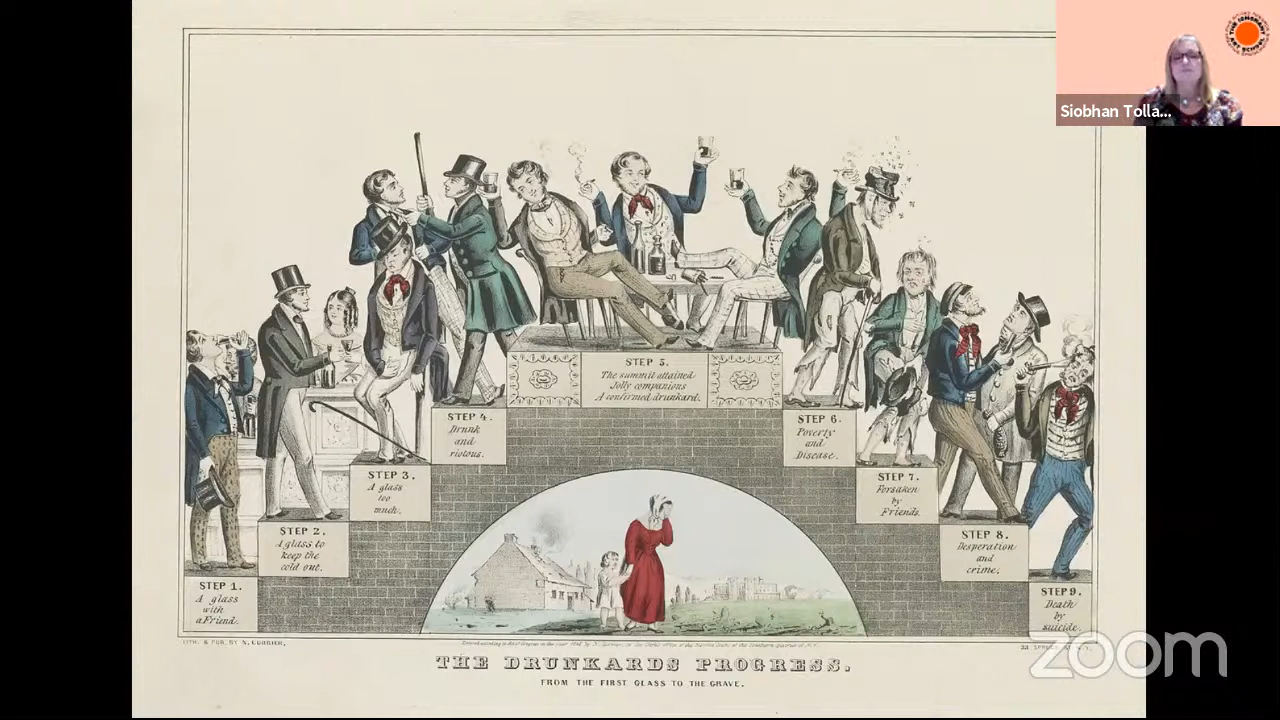 Siobhan Tolla...
STEP 1.
A glass
with
a Friend.
STEP 2.
A glass to
keep the
cold out.
STEP 3.
A glass
too
much.
STEP 4.
Drunk
and
riotous.
STEP 5.
The summit attained
Jolly companions
A confirmed drunkard.
STEP 6.
Poverty
and
Disease.
STEP 7.
Forsaken
by
Friends.
STEP 8.
Desperation
and
crime.
STEP 9.
Death
by
suicide.
LITH. & PUB. BY N. CURRIER,
THE DRUNKARDS PROGRESS.
FROM THE FIRST GLASS TO THE GRAVE.
zoom